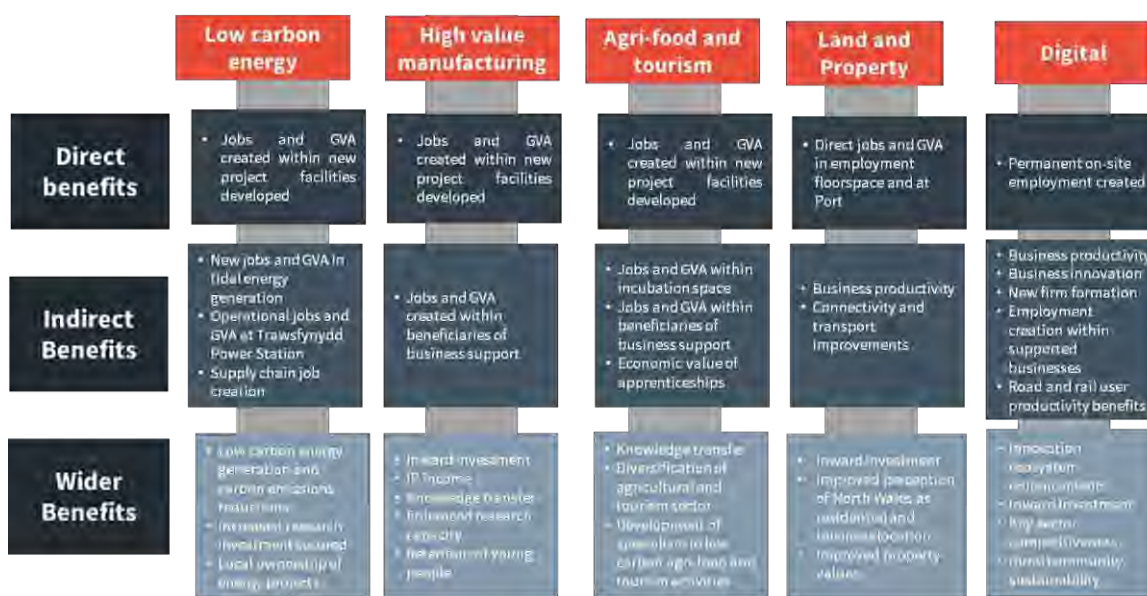 Low carbon
energy
High value
manufacturing
Agri-food and
tourism
Land and
Property
Digital
Direct
benefits
• Jobs and GVA
created within new
project facilities
developed
• Jobs and GVA
created within new
project facilities
developed
• Jobs and GVA
created within new
project facilities
developed
• Direct jobs and GVA
in employment
floorspace and at
Port
• Permanent on-site
employment created
Indirect
Benefits
• New jobs and GVA in
tidal energy
generation
• Operational jobs and
GVA at Trawsfynydd
Power Station
• Supply chain job
creation
• Jobs and GVA
created within
beneficiaries of
business support
• Jobs and GVA within
incubation space
• Jobs and GVA within
beneficiaries of
business support
• Economic value of
apprenticeships
• Business productivity
• Connectivity and
transport
improvements
• Business productivity
• Business innovation
• New firm formation
• Employment
creation within
supported
businesses
• Road and rail user
productivity benefits
Wider
Benefits
• Low carbon energy
generation and
carbon emissions
reductions
• Increased research
investment secured
• Local ownership of
energy projects
• Inward investment
• IP income
• Knowledge transfer
• Enhanced research
capacity
• Retention of young
people
• Knowledge transfer
• Diversification of
agricultural and
tourism sector
• Development of
specialism in low
carbon agri-food and
tourism activities
• Inward investment
• Improved perception
of North Wales as
residential and
business location
• Improved property
values
• Innovation
ecosystem
• Inward investment
• Key sector
competitiveness
• Rural community
sustainability